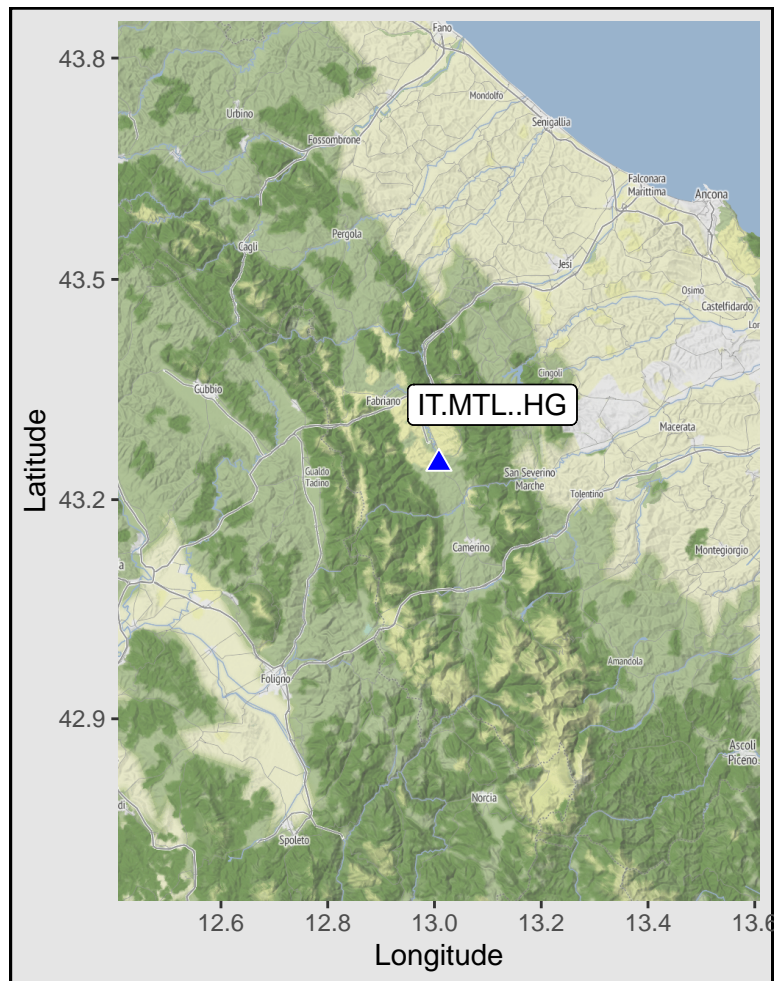 Fano
43.8
Mondolfo
Urbino
Senigallia
Fossombrone
Falconara
Marittima
Ancona
Pergola
Cagli
Jesi
43.5
Osimo
Castelfidardo
Lor
Cingoli
Gubbio
Fabriano
IT.MTL..HG
Macerata
Latitude
Gualdo
Tadino
San Severino
Marche
Tolentino
43.2
Camerino
Montegiorgio
a
Foligno
Amandola
42.9
Ascoli
Piceno
Norcia
di
Spoleto
12.6 12.8 13.0 13.2 13.4 13.6
Longitude